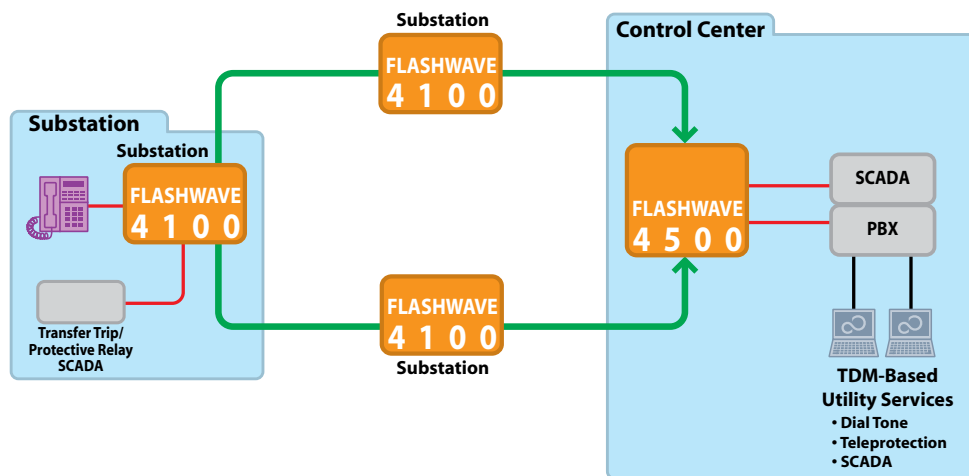 Substation
FLASHWAVE
4 1 0 0
Control Center
Substation
Substation
FLASHWAVE
4 1 0 0
Transfer Trip/
Protective Relay
SCADA
FLASHWAVE
4 1 0 0
Substation
FLASHWAVE
4 5 0 0
SCADA
PBX
TDM-Based
Utility Services
• Dial Tone
• Teleprotection
• SCADA